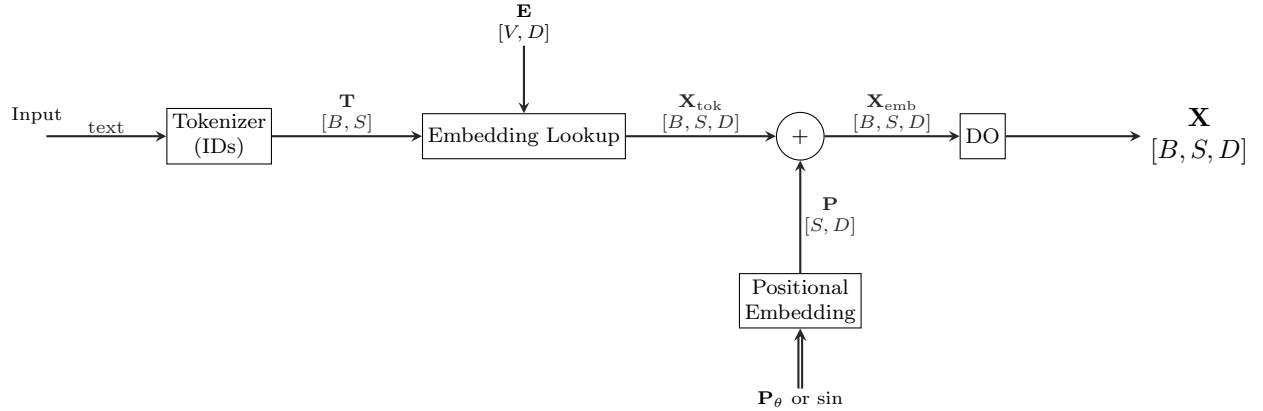 E
[V, D]
Input
text
Tokenizer
(IDs)
T
[B, S]
Embedding Lookup
X_tok
[B, S, D]
+
X_emb
[B, S, D]
DO
X
[B, S, D]
P
[S, D]
Positional
Embedding
P_θ or sin